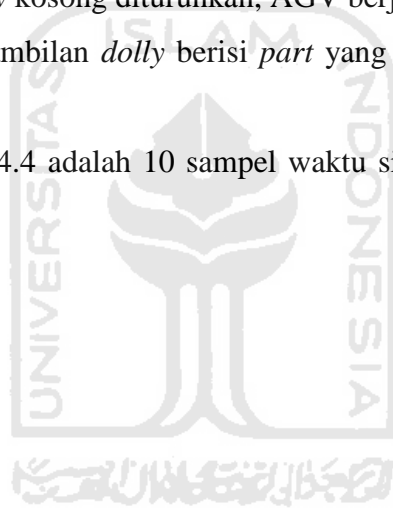 kosong diturunkan, AGV berj
mbilan dolly berisi part yang
4.4 adalah 10 sampel waktu si
ISLAM
UNIVERSITAS
INDONESIA